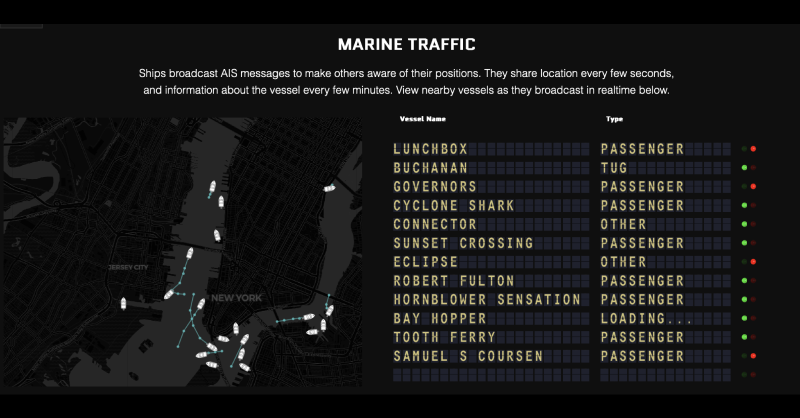 MARINE TRAFFIC
Ships broadcast AIS messages to make others aware of their positions. They share location every few seconds,
and information about the vessel every few minutes. View nearby vessels as they broadcast in realtime below.
Vessel Name Type
LUNCHBOX PASSENGER
BUCHANAN TUG
GOVERNORS PASSENGER
CYCLONE SHARK PASSENGER
CONNECTOR OTHER
SUNSET CROSSING PASSENGER
ECLIPSE OTHER
ROBERT FULTON PASSENGER
HORNBLOWER SENSATION PASSENGER
BAY HOPPER LOADING...
TOOTH FERRY PASSENGER
SAMUEL S COURSEN PASSENGER
JERSEY CITY
NEW YORK